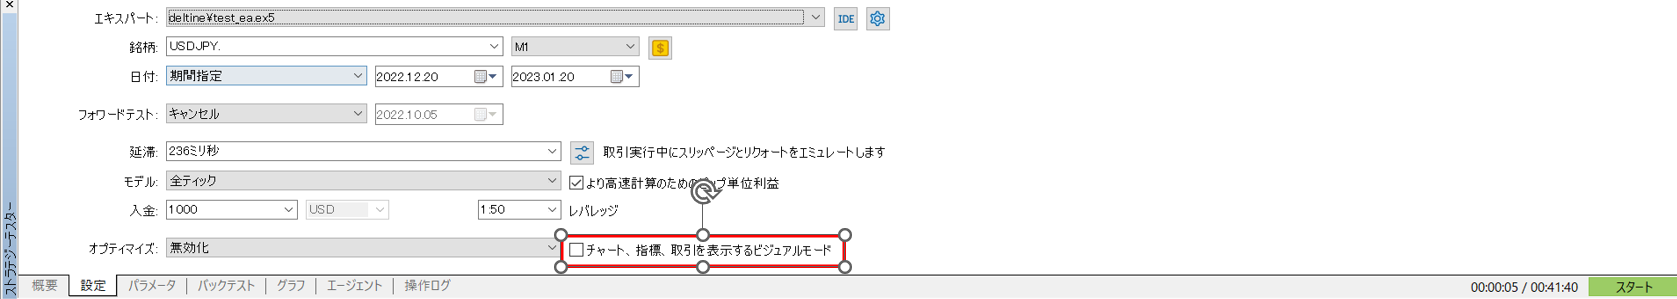 エキスパート: deltine¥test_ea.ex5 IDE
銘柄: USDJPY. M1 $
日付: 期間指定 2022.12.20 2023.01.20
フォワードテスト: キャンセル 2022.10.05
延滞: 236ミリ秒 取引実行中にスリッページとリクォートをエミュレートします
モデル: 全ティック より高速計算のための 単位利益
入金: 1000 USD 1:50 レバレッジ
オプティマイズ: 無効化 チャート、指標、取引を表示するビジュアルモード
ストラテジーテスター
概要 設定 パラメータ バックテスト グラフ エージェント 操作ログ 00:00:05 / 00:41:40 スタート